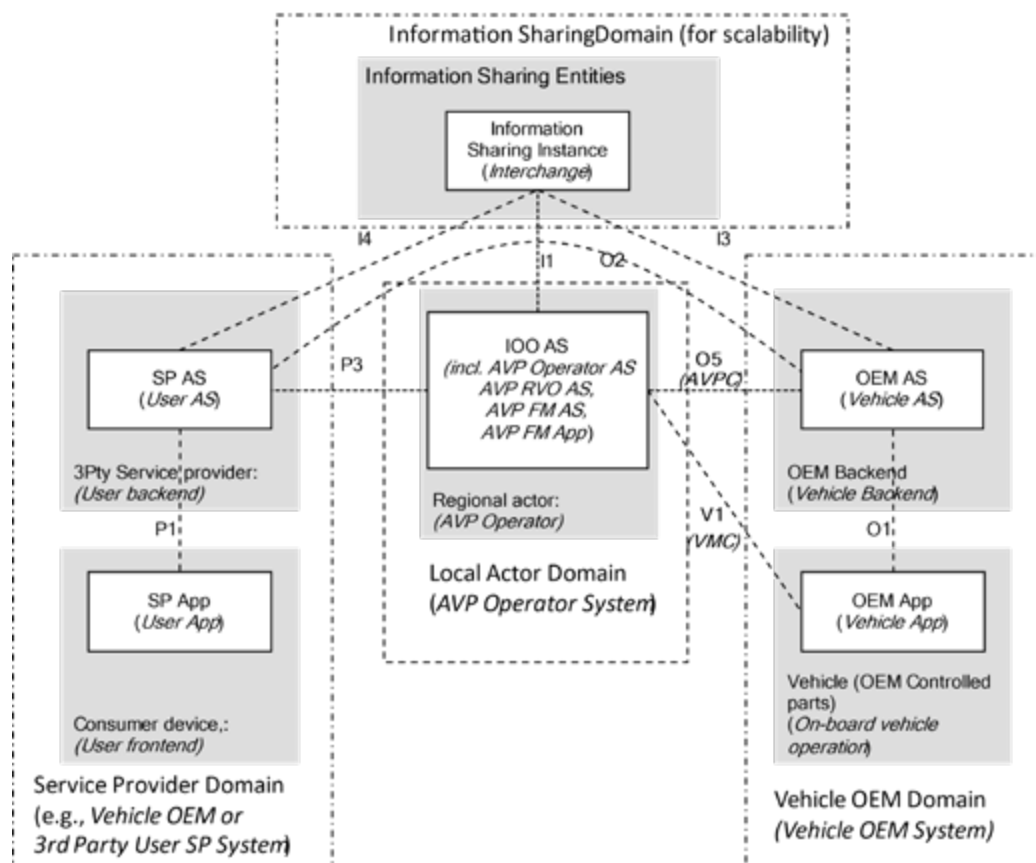 Information SharingDomain (for scalability)
Information Sharing Entities
Information
Sharing Instance
(Interchange)
I4
I3
I1
O2
SP AS
(User AS)
3Pty Service provider:
(User backend)
P3
IOO AS
(incl. AVP Operator AS
AVP RVO AS,
AVP FM AS,
AVP FM App)
Regional actor:
(AVP Operator)
O5
(AVPC)
OEM AS
(Vehicle AS)
OEM Backend
(Vehicle Backend)
P1
V1
(VMC)
O1
Local Actor Domain
(AVP Operator System)
SP App
(User App)
Consumer device,:
(User frontend)
OEM App
(Vehicle App)
Vehicle (OEM Controlled
parts)
(On-board vehicle
operation)
Service Provider Domain
(e.g., Vehicle OEM or
3rd Party User SP System)
Vehicle OEM Domain
(Vehicle OEM System)